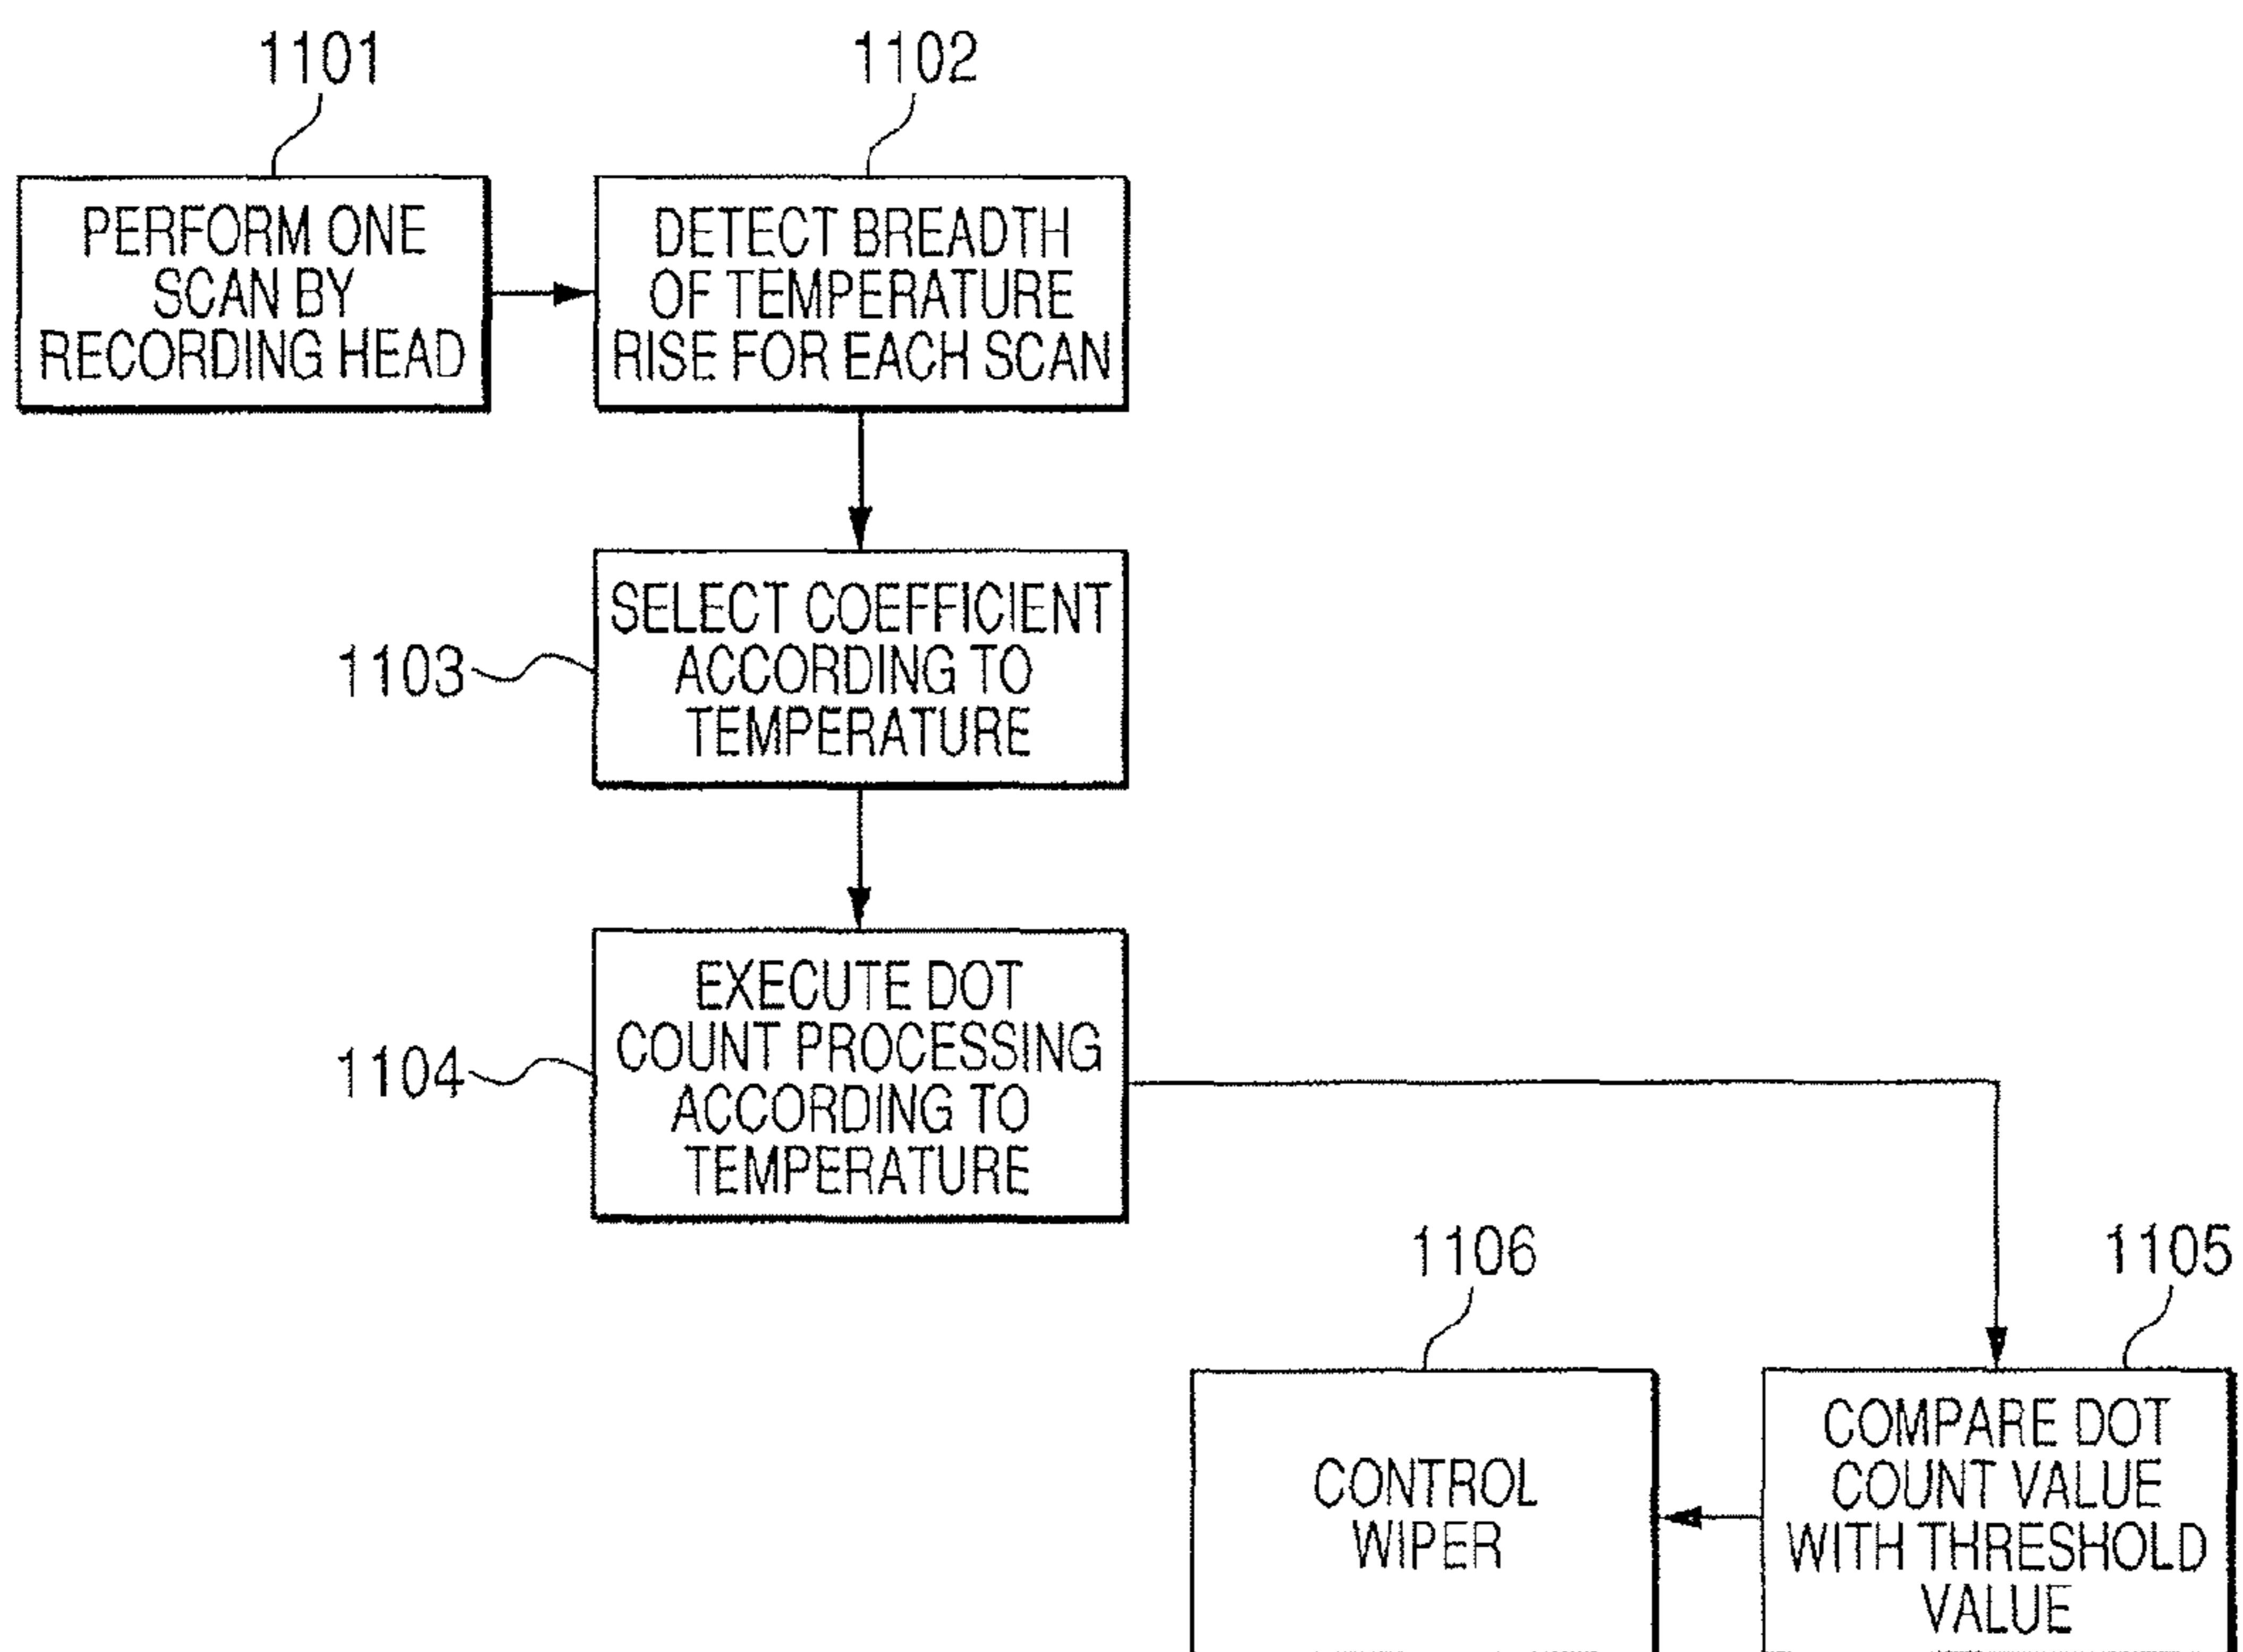 1101
1102
PERFORM ONE
SCAN BY
RECORDING HEAD
DETECT BREADTH
OF TEMPERATURE
RISE FOR EACH SCAN
1103
SELECT COEFFICIENT
ACCORDING TO
TEMPERATURE
1104
EXECUTE DOT
COUNT PROCESSING
ACCORDING TO
TEMPERATURE
1106
1105
CONTROL
WIPER
COMPARE DOT
COUNT VALUE
WITH THRESHOLD
VALUE